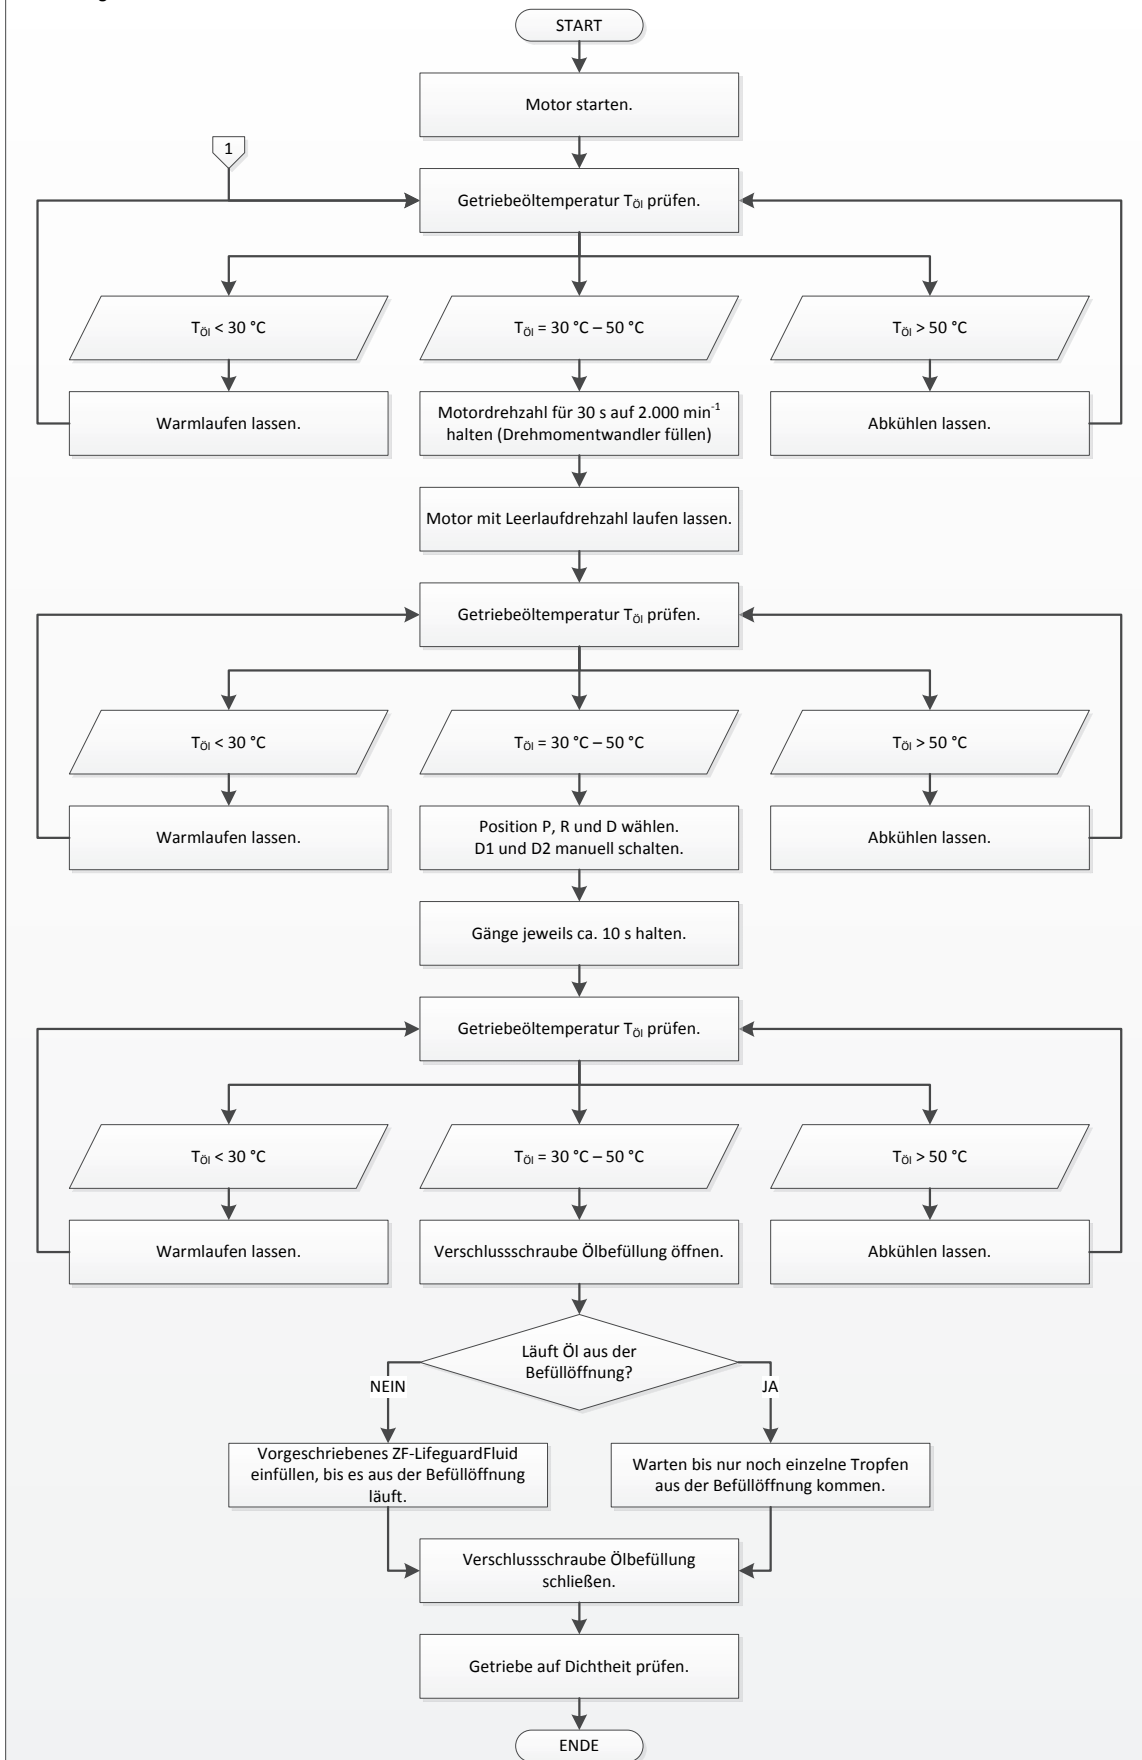 START
Motor starten.
1
Getriebeöltemperatur TÖl prüfen.
TÖl < 30 °C
TÖl = 30 °C – 50 °C
TÖl > 50 °C
Warmlaufen lassen.
Motordrehzahl für 30 s auf 2.000 min-1
halten (Drehmomentwandler füllen)
Abkühlen lassen.
Motor mit Leerlaufdrehzahl laufen lassen.
Getriebeöltemperatur TÖl prüfen.
TÖl < 30 °C
TÖl = 30 °C – 50 °C
TÖl > 50 °C
Warmlaufen lassen.
Position P, R und D wählen.
D1 und D2 manuell schalten.
Abkühlen lassen.
Gänge jeweils ca. 10 s halten.
Getriebeöltemperatur TÖl prüfen.
TÖl < 30 °C
TÖl = 30 °C – 50 °C
TÖl > 50 °C
Warmlaufen lassen.
Verschlussschraube Ölbefüllung öffnen.
Abkühlen lassen.
Läuft Öl aus der
Befüllöffnung?
NEIN
JA
Vorgeschriebenes ZF-LifeguardFluid
einfüllen, bis es aus der Befüllöffnung
läuft.
Warten bis nur noch einzelne Tropfen
aus der Befüllöffnung kommen.
Verschlussschraube Ölbefüllung
schließen.
Getriebe auf Dichtheit prüfen.
ENDE